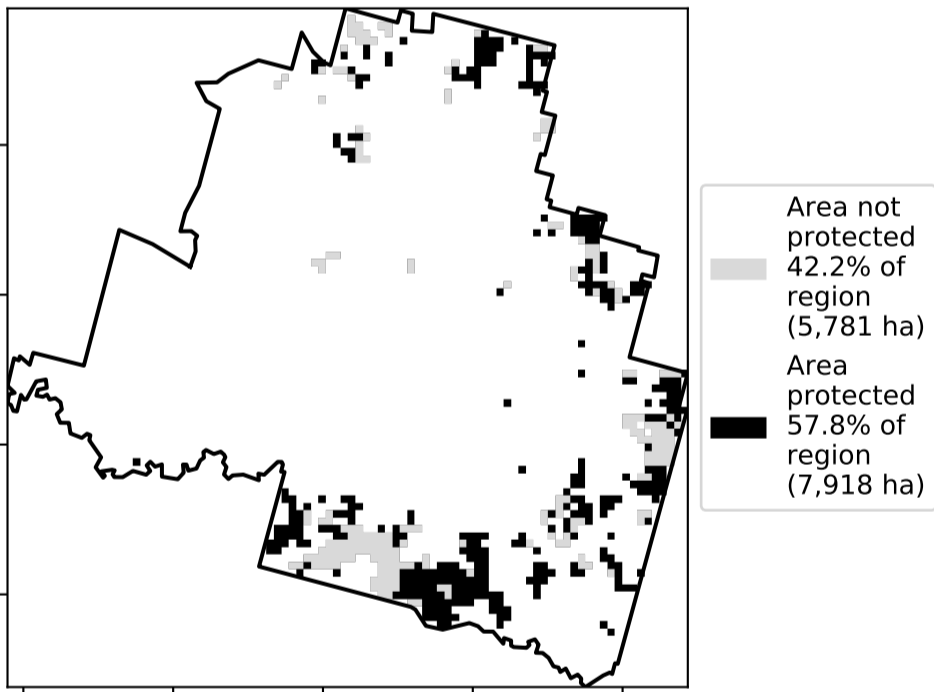 Area not
protected
42.2% of
region
(5,781 ha)
Area
protected
57.8% of
region
(7,918 ha)